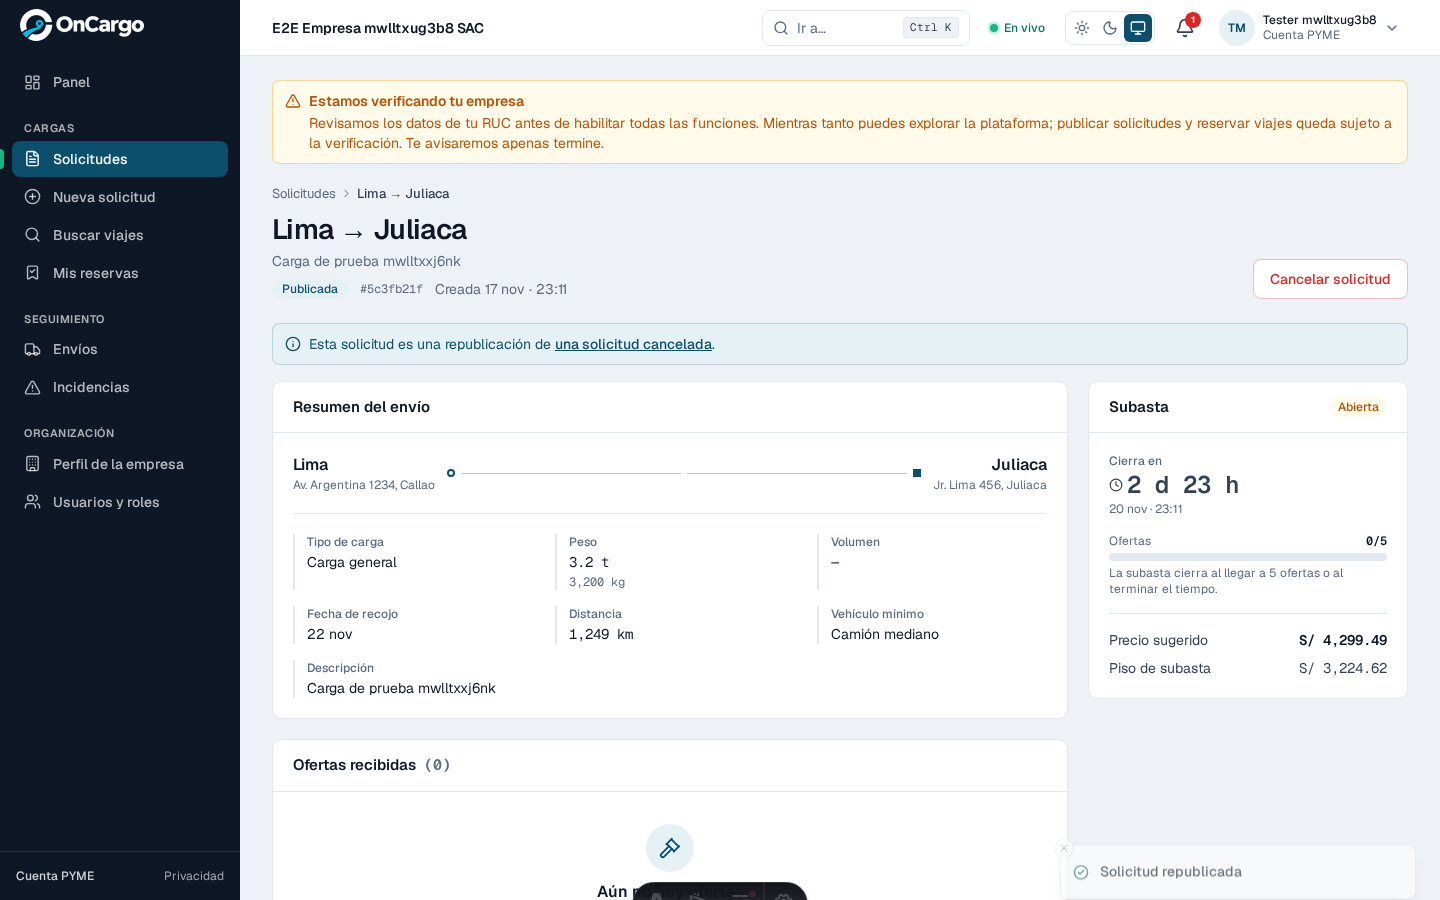 OnCargo
Panel
CARGAS
Solicitudes
Nueva solicitud
Buscar viajes
Mis reservas
SEGUIMIENTO
Envíos
Incidencias
ORGANIZACIÓN
Perfil de la empresa
Usuarios y roles
Cuenta PYME
Privacidad
E2E Empresa mwlltxug3b8 SAC
Ir a...
Ctrl K
En vivo
1
TM
Tester mwlltxug3b8
Cuenta PYME
Estamos verificando tu empresa
Revisamos los datos de tu RUC antes de habilitar todas las funciones. Mientras tanto puedes explorar la plataforma; publicar solicitudes y reservar viajes queda sujeto a
la verificación. Te avisaremos apenas termine.
Solicitudes > Lima → Juliaca
Lima → Juliaca
Carga de prueba mwlltxxj6nk
Publicada #5c3fb21f Creada 17 nov · 23:11
Cancelar solicitud
Esta solicitud es una republicación de una solicitud cancelada.
Resumen del envío
Lima
Av. Argentina 1234, Callao
Juliaca
Jr. Lima 456, Juliaca
Tipo de carga
Carga general
Peso
3.2 t
3,200 kg
Volumen
—
Fecha de recojo
22 nov
Distancia
1,249 km
Vehículo mínimo
Camión mediano
Descripción
Carga de prueba mwlltxxj6nk
Subasta
Abierta
Cierra en
2 d 23 h
20 nov · 23:11
Ofertas 0/5
La subasta cierra al llegar a 5 ofertas o al
terminar el tiempo.
Precio sugerido S/ 4,299.49
Piso de subasta S/ 3,224.62
Ofertas recibidas (0)
Aún
Solicitud republicada